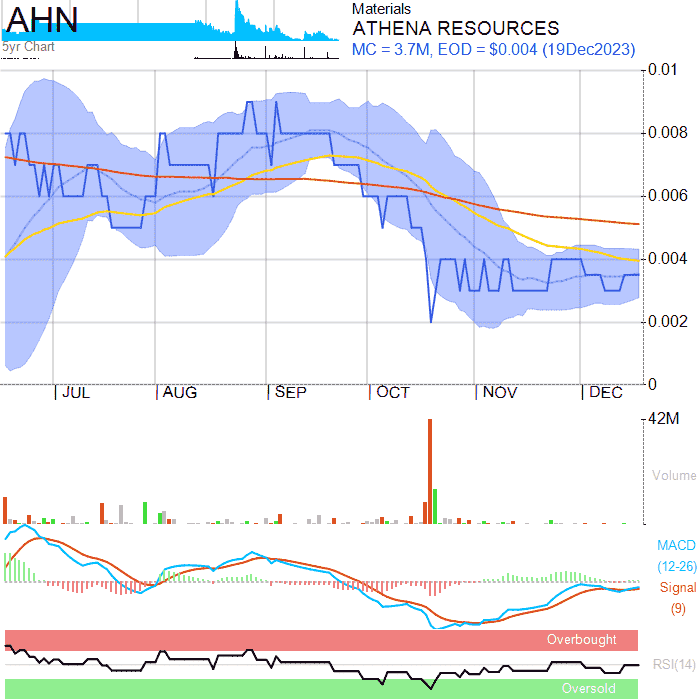 AHN
5yr Chart
Materials
ATHENA RESOURCES
MC = 3.7M, EOD = $0.004 (19Dec2023)
0.01
0.008
0.006
0.004
0.002
0
JUL AUG SEP OCT NOV DEC
42M
Volume
MACD
(12-26)
Signal
(9)
Overbought
RSI(14)
Oversold